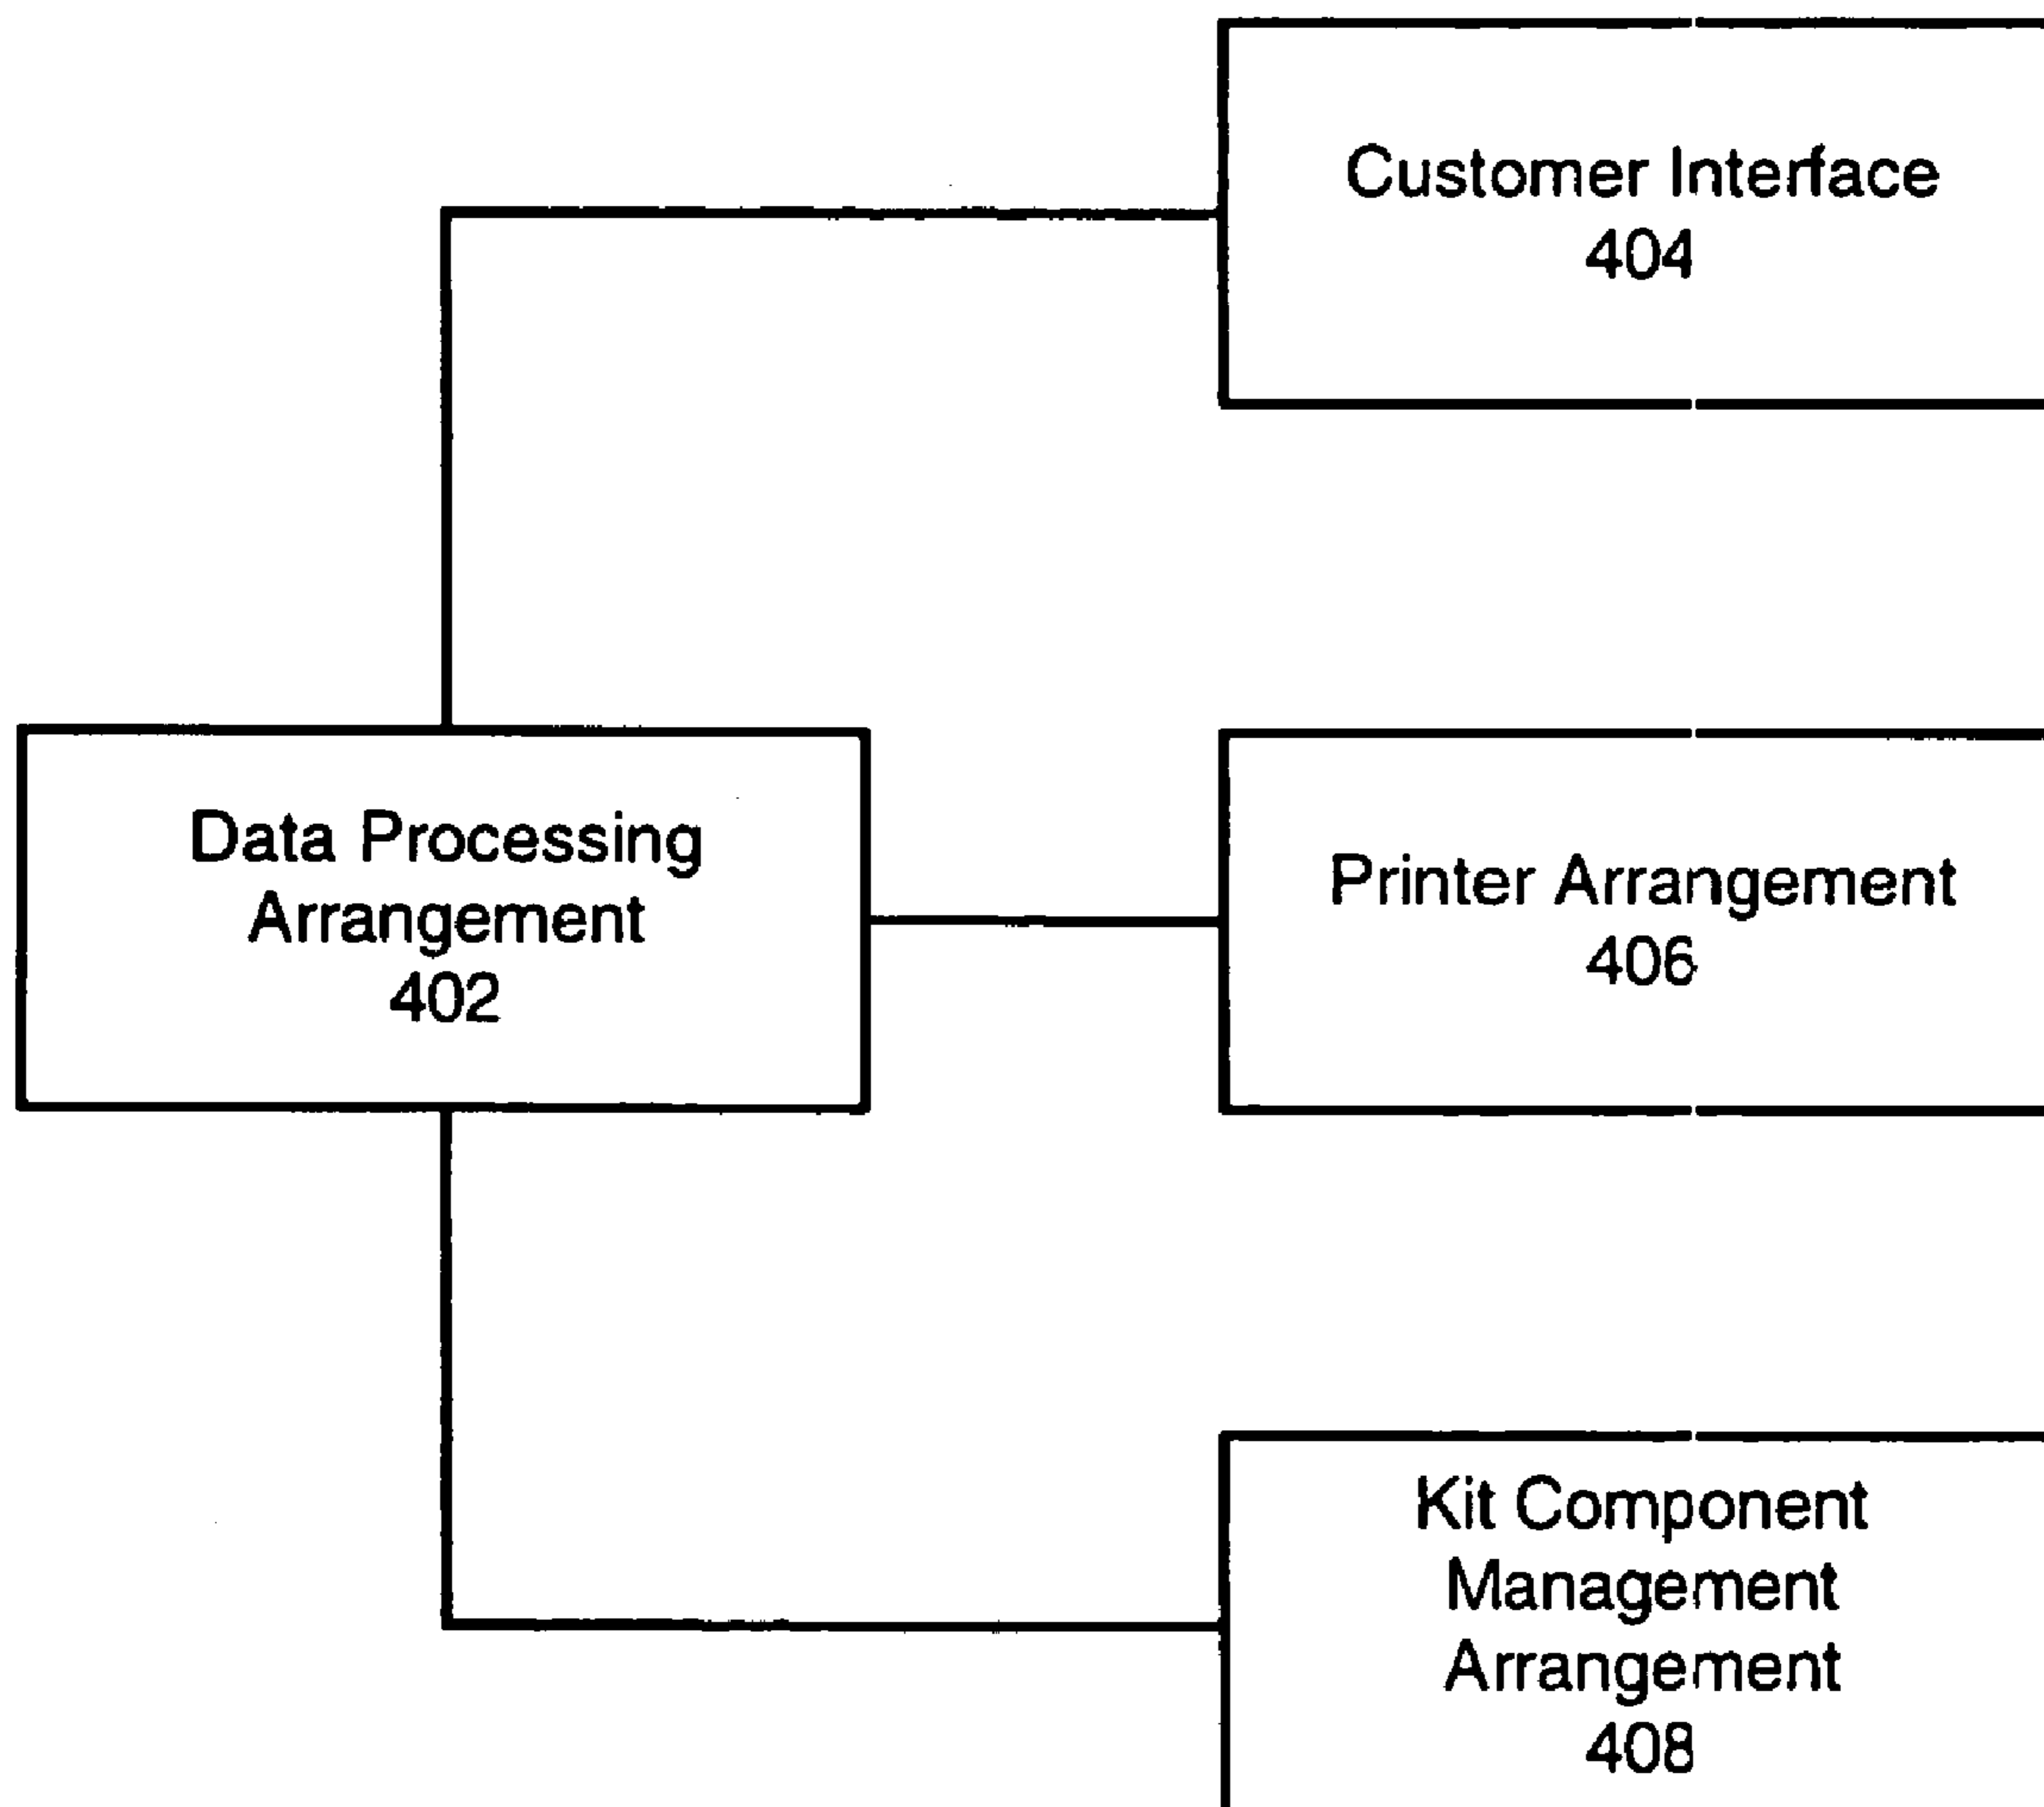 Customer Interface
404
Data Processing
Arrangement
402
Printer Arrangement
406
Kit Component
Management
Arrangement
408